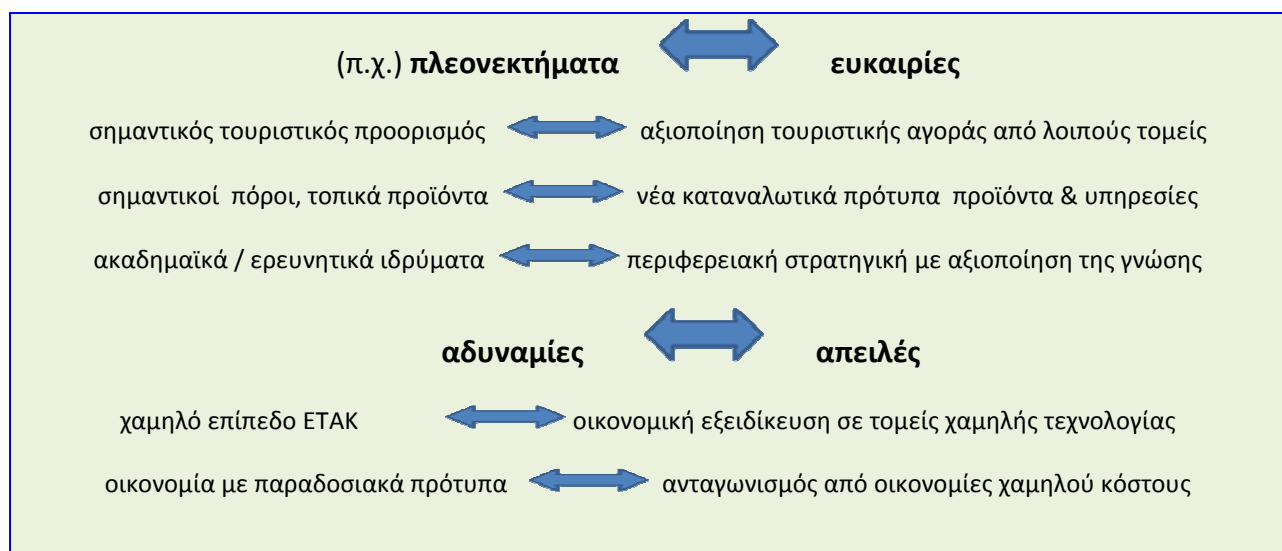 (π.χ.) πλεονεκτήματα ευκαιρίες
σημαντικός τουριστικός προορισμός αξιοποίηση τουριστικής αγοράς από λοιπούς τομείς
σημαντικοί πόροι, τοπικά προϊόντα νέα καταναλωτικά πρότυπα προϊόντα & υπηρεσίες
ακαδημαϊκά / ερευνητικά ιδρύματα περιφερειακή στρατηγική με αξιοποίηση της γνώσης
αδυναμίες απειλές
χαμηλό επίπεδο ΕΤΑΚ οικονομική εξειδίκευση σε τομείς χαμηλής τεχνολογίας
οικονομία με παραδοσιακά πρότυπα ανταγωνισμός από οικονομίες χαμηλού κόστους